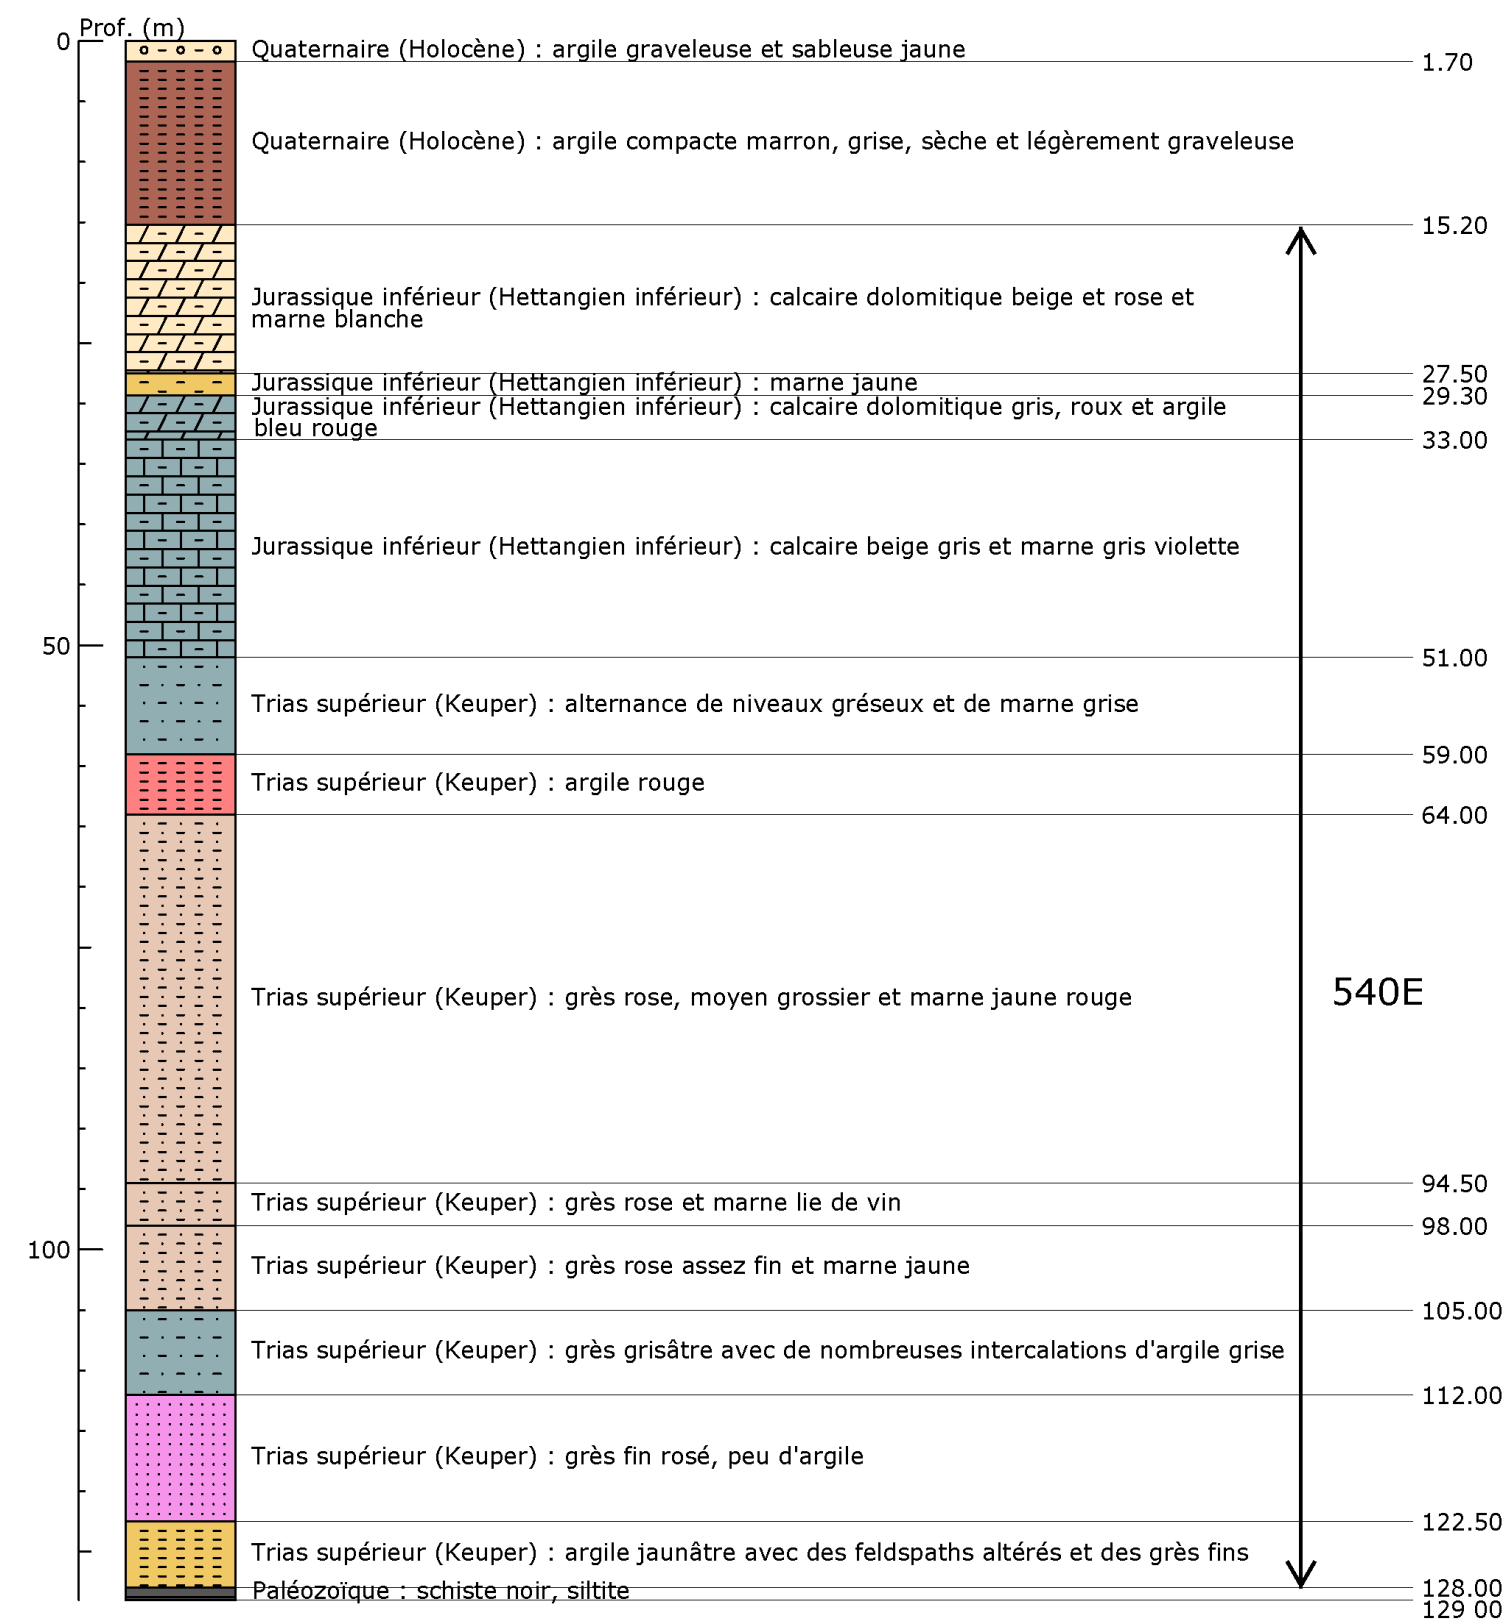 Prof. (m)
0
Quaternaire (Holocène) : argile graveleuse et sableuse jaune
1.70
Quaternaire (Holocène) : argile compacte marron, grise, sèche et légèrement graveleuse
15.20
Jurassique inférieur (Hettangien inférieur) : calcaire dolomitique beige et rose et
marne blanche
27.50
Jurassique inférieur (Hettangien inférieur) : marne jaune
29.30
Jurassique inférieur (Hettangien inférieur) : calcaire dolomitique gris, roux et argile
bleu rouge
33.00
Jurassique inférieur (Hettangien inférieur) : calcaire beige gris et marne gris violette
50
51.00
Trias supérieur (Keuper) : alternance de niveaux gréseux et de marne grise
59.00
Trias supérieur (Keuper) : argile rouge
64.00
Trias supérieur (Keuper) : grès rose, moyen grossier et marne jaune rouge
540E
94.50
Trias supérieur (Keuper) : grès rose et marne lie de vin
98.00
100
Trias supérieur (Keuper) : grès rose assez fin et marne jaune
105.00
Trias supérieur (Keuper) : grès grisâtre avec de nombreuses intercalations d'argile grise
112.00
Trias supérieur (Keuper) : grès fin rosé, peu d'argile
122.50
Trias supérieur (Keuper) : argile jaunâtre avec des feldspaths altérés et des grès fins
128.00
Paléozoïque : schiste noir, siltite
129.00